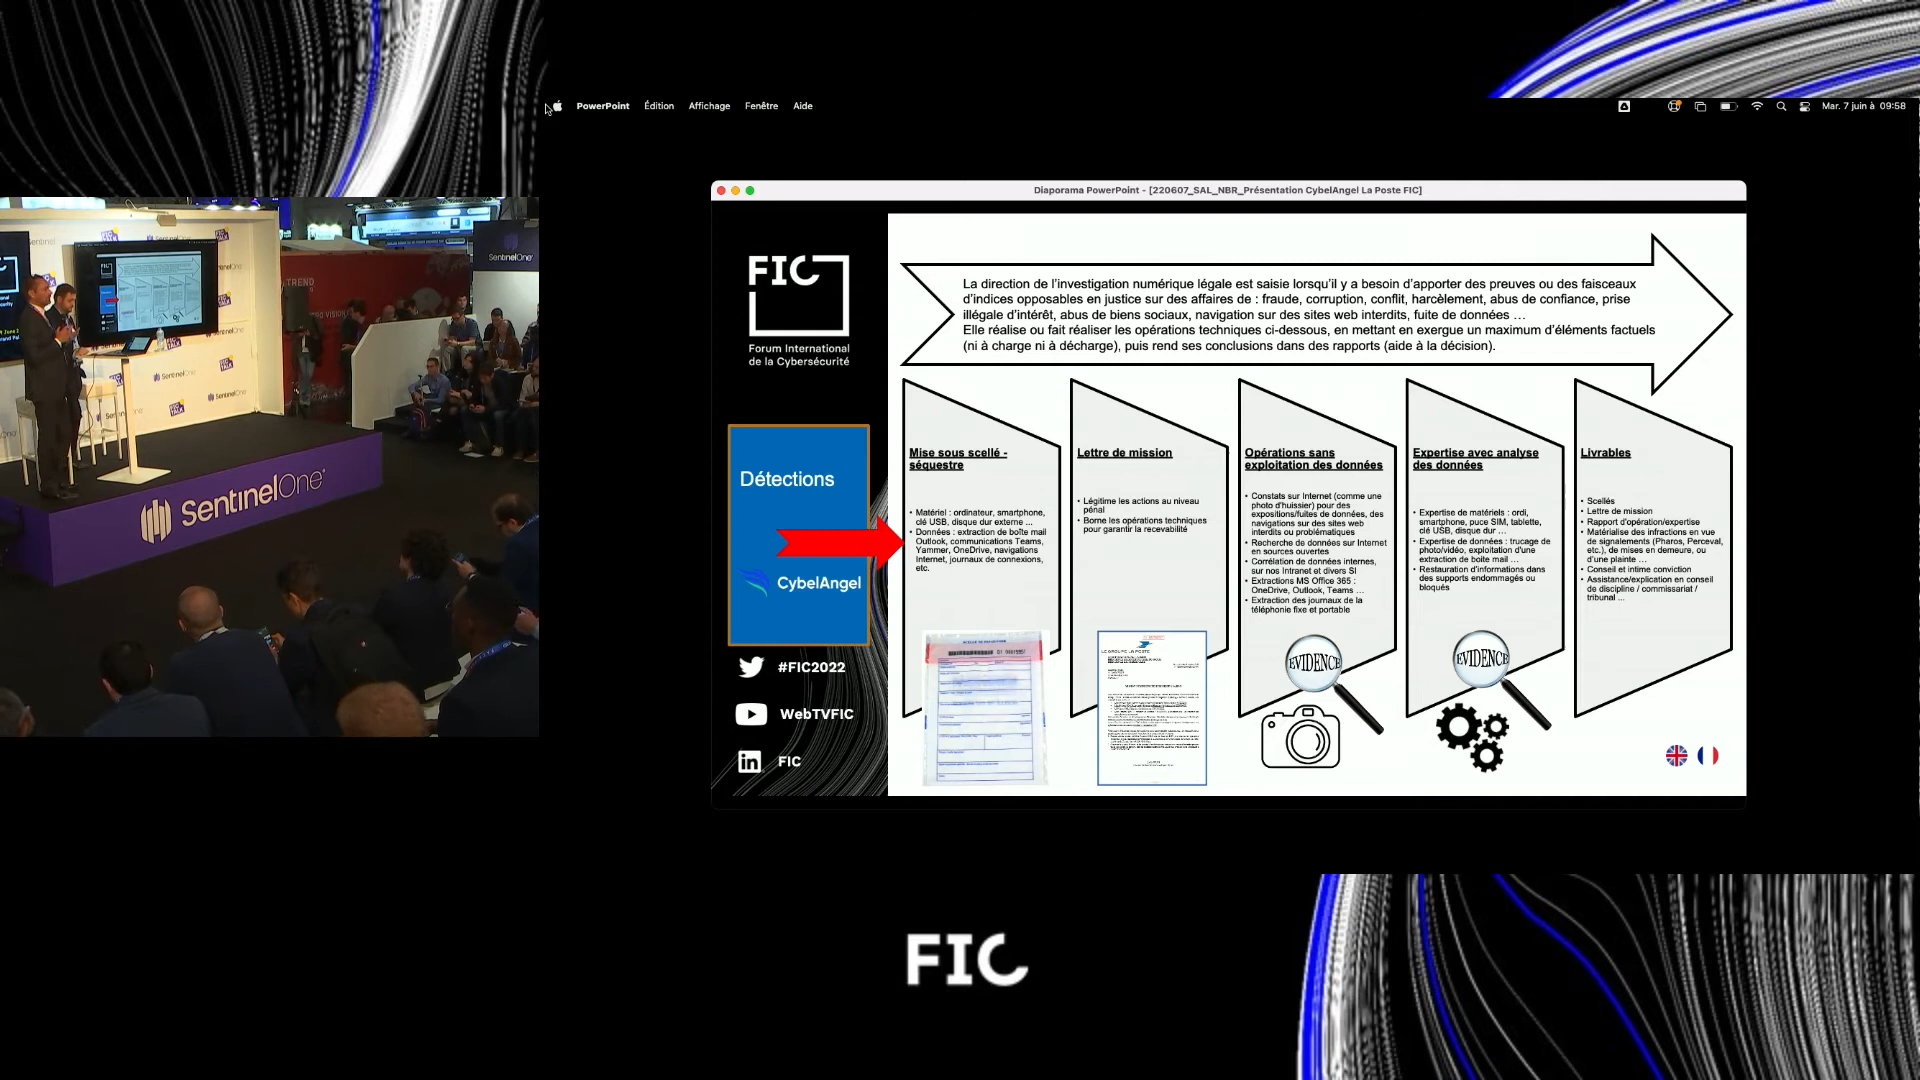 PowerPoint Édition Affichage Fenêtre Aide
Mar. 7 juin à 09:58
Diaporama PowerPoint - [220607_SAL_NBR_Présentation CybelAngel La Poste FIC]
FIC
Forum International
de la Cybersécurité
La direction de l'investigation numérique légale est saisie lorsqu'il y a besoin d'apporter des preuves ou des faisceaux
d'indices opposables en justice sur des affaires de : fraude, corruption, conflit, harcèlement, abus de confiance, prise
illégale d'intérêt, abus de biens sociaux, navigation sur des sites web interdits, fuite de données …
Elle réalise ou fait réaliser les opérations techniques ci-dessous, en mettant en exergue un maximum d'éléments factuels
(ni à charge ni à décharge), puis rend ses conclusions dans des rapports (aide à la décision).
Détections
CybelAngel
#FIC2022
WebTVFIC
FIC
Mise sous scellé -
séquestre
• Matériel : ordinateur, smartphone,
clé USB, disque dur externe ...
• Données : extraction de boîte mail
Outlook, communications Teams,
Yammer, OneDrive, navigations
Internet, journaux de connexions,
etc.
Lettre de mission
• Légitime les actions au niveau
pénal
• Borne les opérations techniques
pour garantir la recevabilité
LE GROUPE LA POSTE
Opérations sans
exploitation des données
• Constats sur Internet (comme une
photo d'huissier) pour des
expositions/fuites de données, des
navigations sur des sites web
interdits ou problématiques
• Recherche de données sur Internet
en sources ouvertes
• Corrélation de données internes,
sur nos Intranet et divers SI
• Extractions MS Office 365 :
OneDrive, Outlook, Teams …
• Extraction des journaux de la
téléphonie fixe et portable
EVIDENCE
Expertise avec analyse
des données
• Expertise de matériels : ordi,
smartphone, puce SIM, tablette,
clé USB, disque dur …
• Expertise de données : trucage de
photo/vidéo, exploitation d'une
extraction de boite mail …
• Restauration d'informations dans
des supports endommagés ou
bloqués
EVIDENCE
Livrables
• Scellés
• Lettre de mission
• Rapport d'opération/expertise
• Matérialise des infractions en vue
de signalements (Pharos, Perceval,
etc.), de mises en demeure, ou
d'une plainte …
• Conseil et intime conviction
• Assistance/explication en conseil
de discipline / commissariat /
tribunal ...
SentinelOne
SentinelOne
TREND
SentinelOne
SentinelOne
FIC